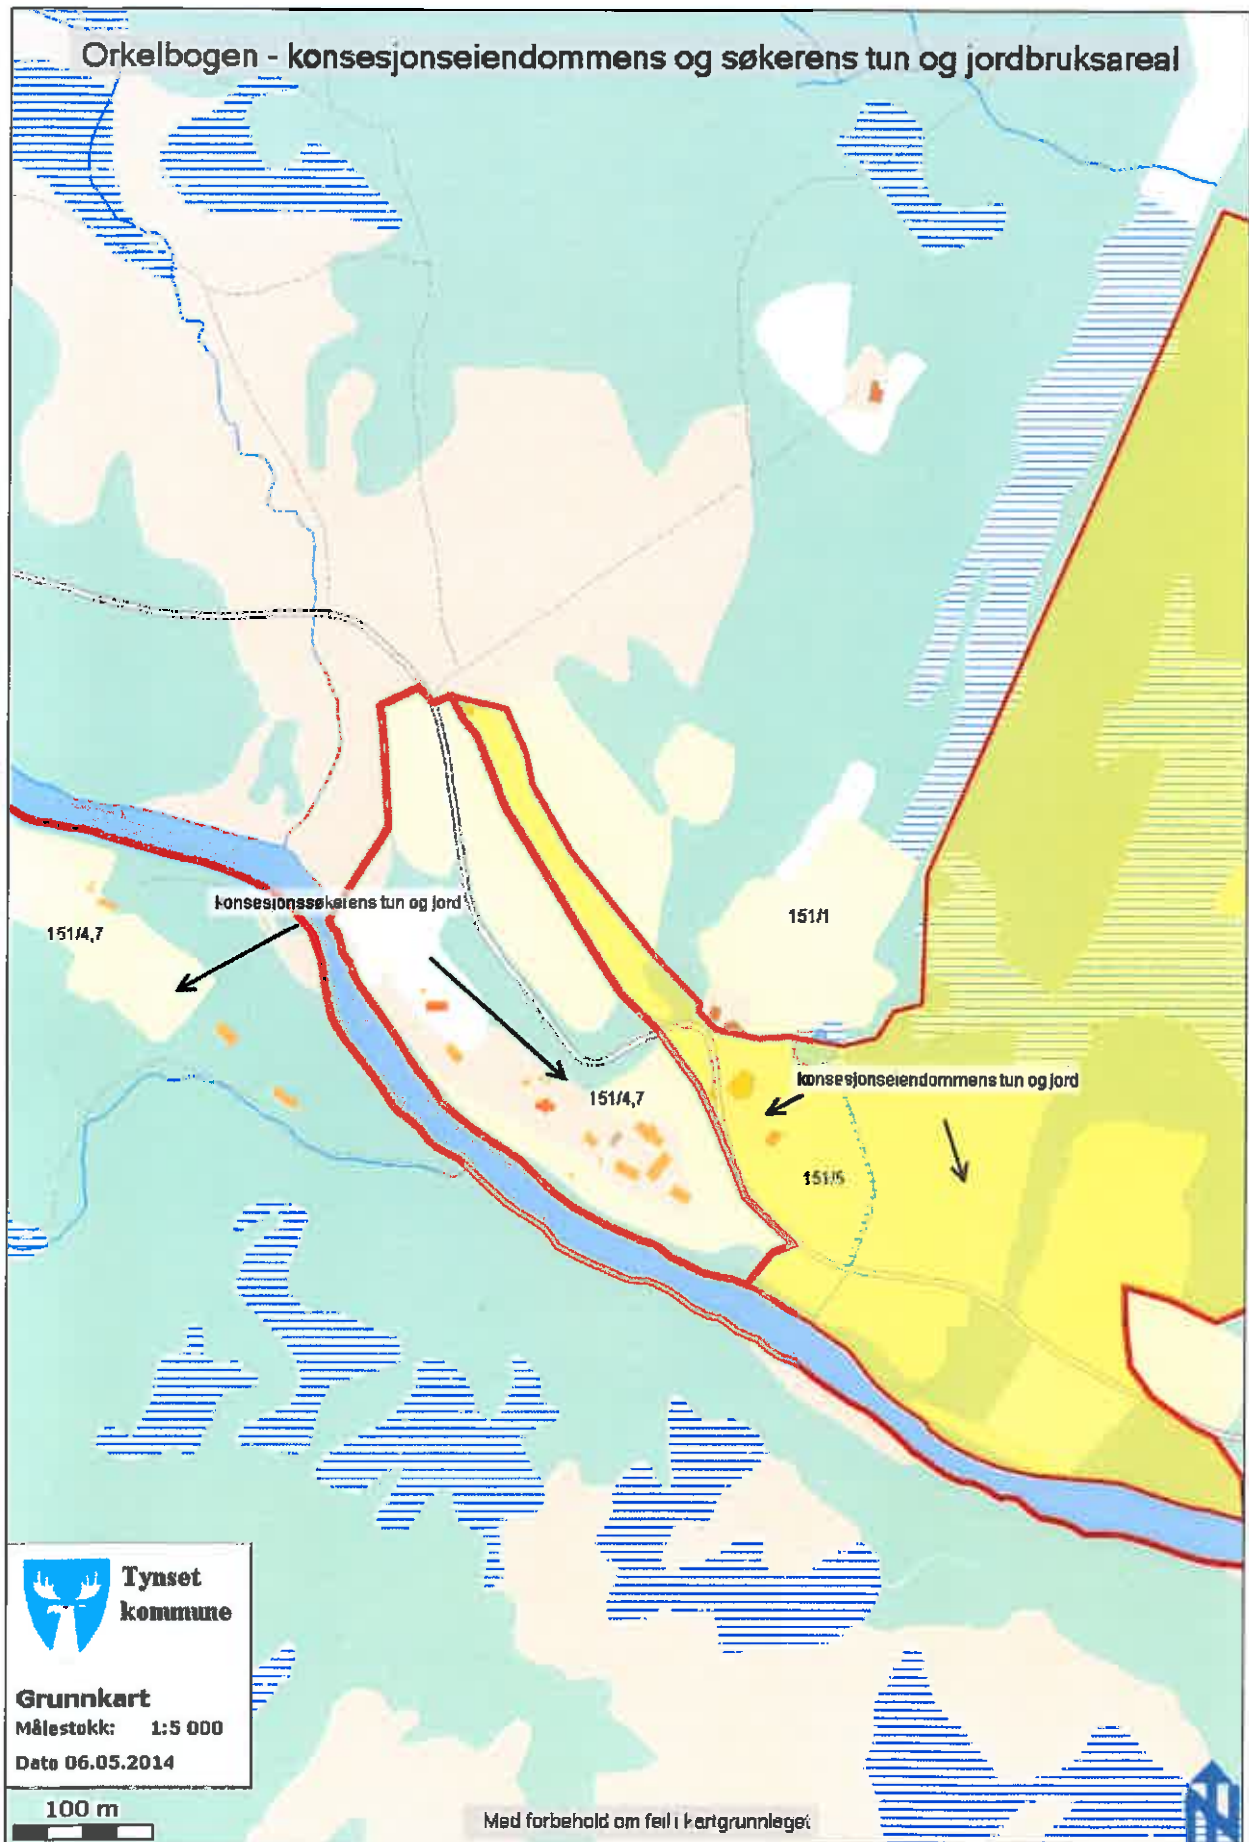 Orkelbogen - konsesjonseiendommens og søkerens tun og jordbruksareal
konsesjonssøkerens tun og jord
151/4,7
151/1
konsesjonseiendommens tun og jord
151/4,7
151/5
Tynset
kommune
Grunnkart
Målestokk: 1:5 000
Dato 06.05.2014
100 m
Med forbehold om feil i kartgrunnlaget
N